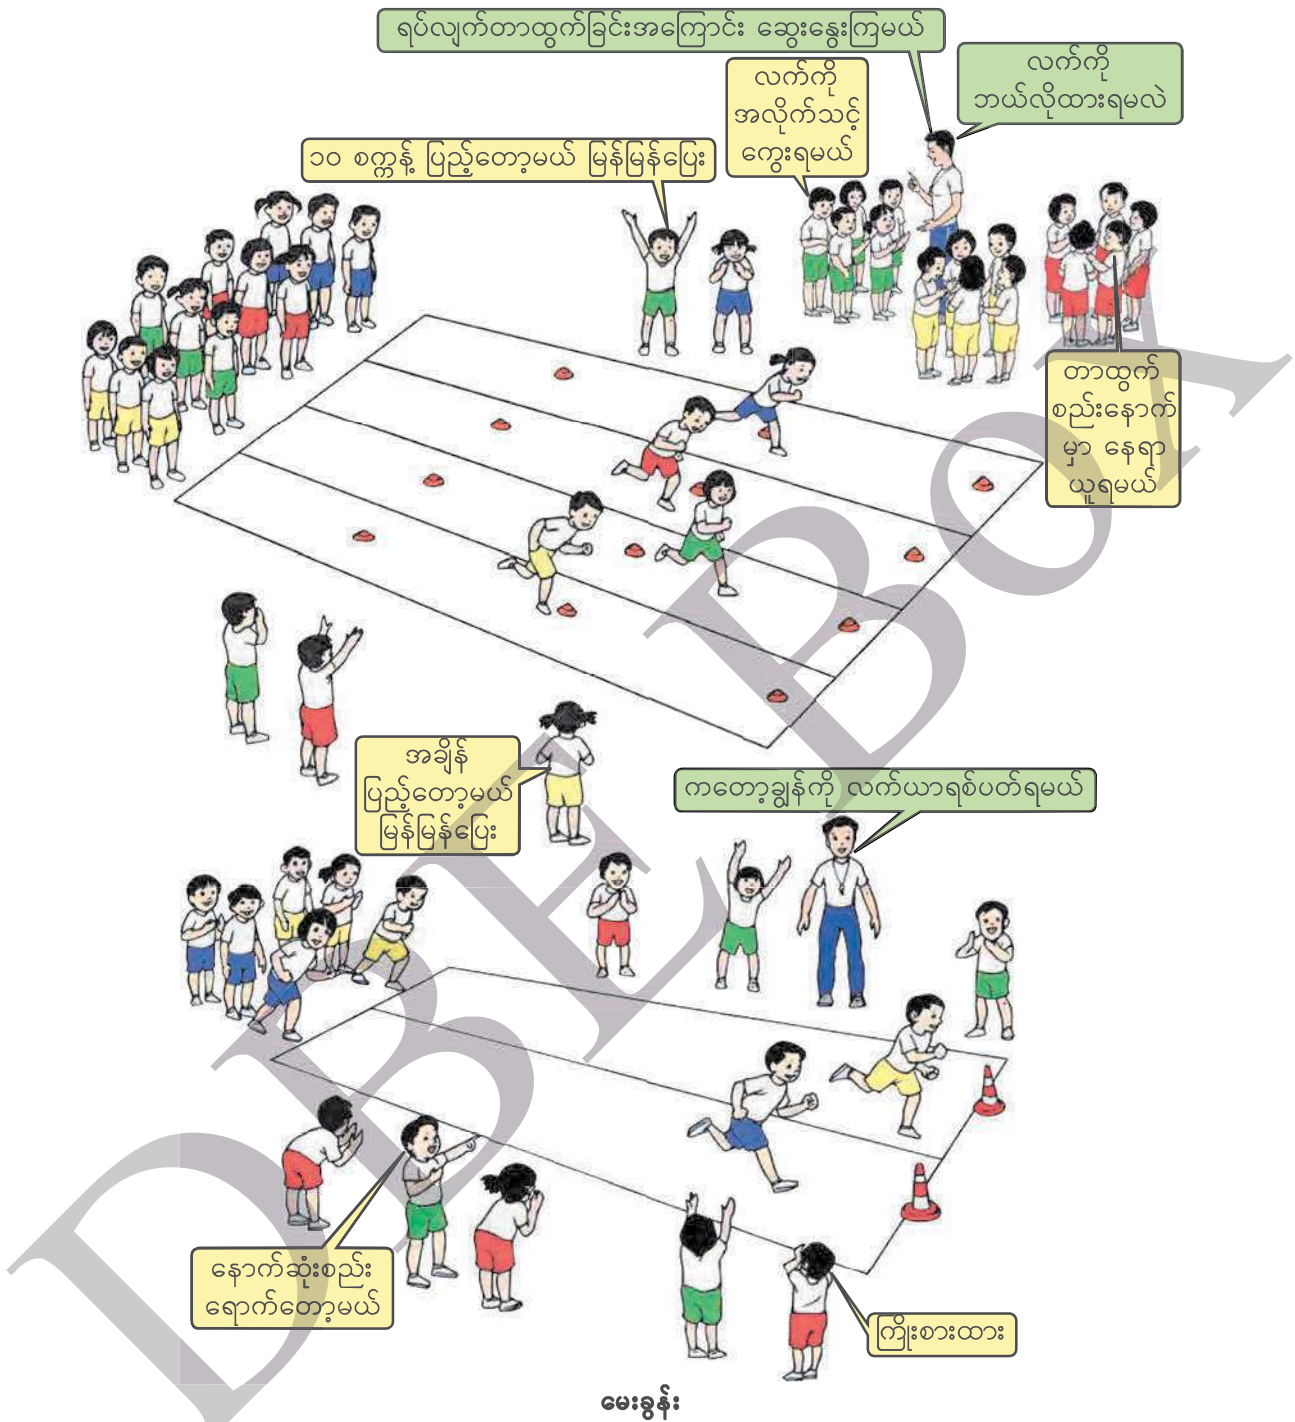 ရပ်လျက်တာထွက်ခြင်းအကြောင်း ဆွေးနွေးကြမယ်
လက်ကို
ဘယ်လိုထားရမလဲ
လက်ကို
အလိုက်သင့်
ကွေးရမယ်
၁၀ စက္ကန့် ပြည့်တော့မယ် မြန်မြန်ပြေး
တာထွက်
စည်းနောက်
မှာ နေရာ
ယူရမယ်
အချိန်
ပြည့်တော့မယ်
မြန်မြန်ပြေး
ကတော့ချွန်ကို လက်ယာရစ်ပတ်ရမယ်
နောက်ဆုံးစည်း
ရောက်တော့မယ်
ကြိုးစားထား
မေးခွန်း
DBE BOX